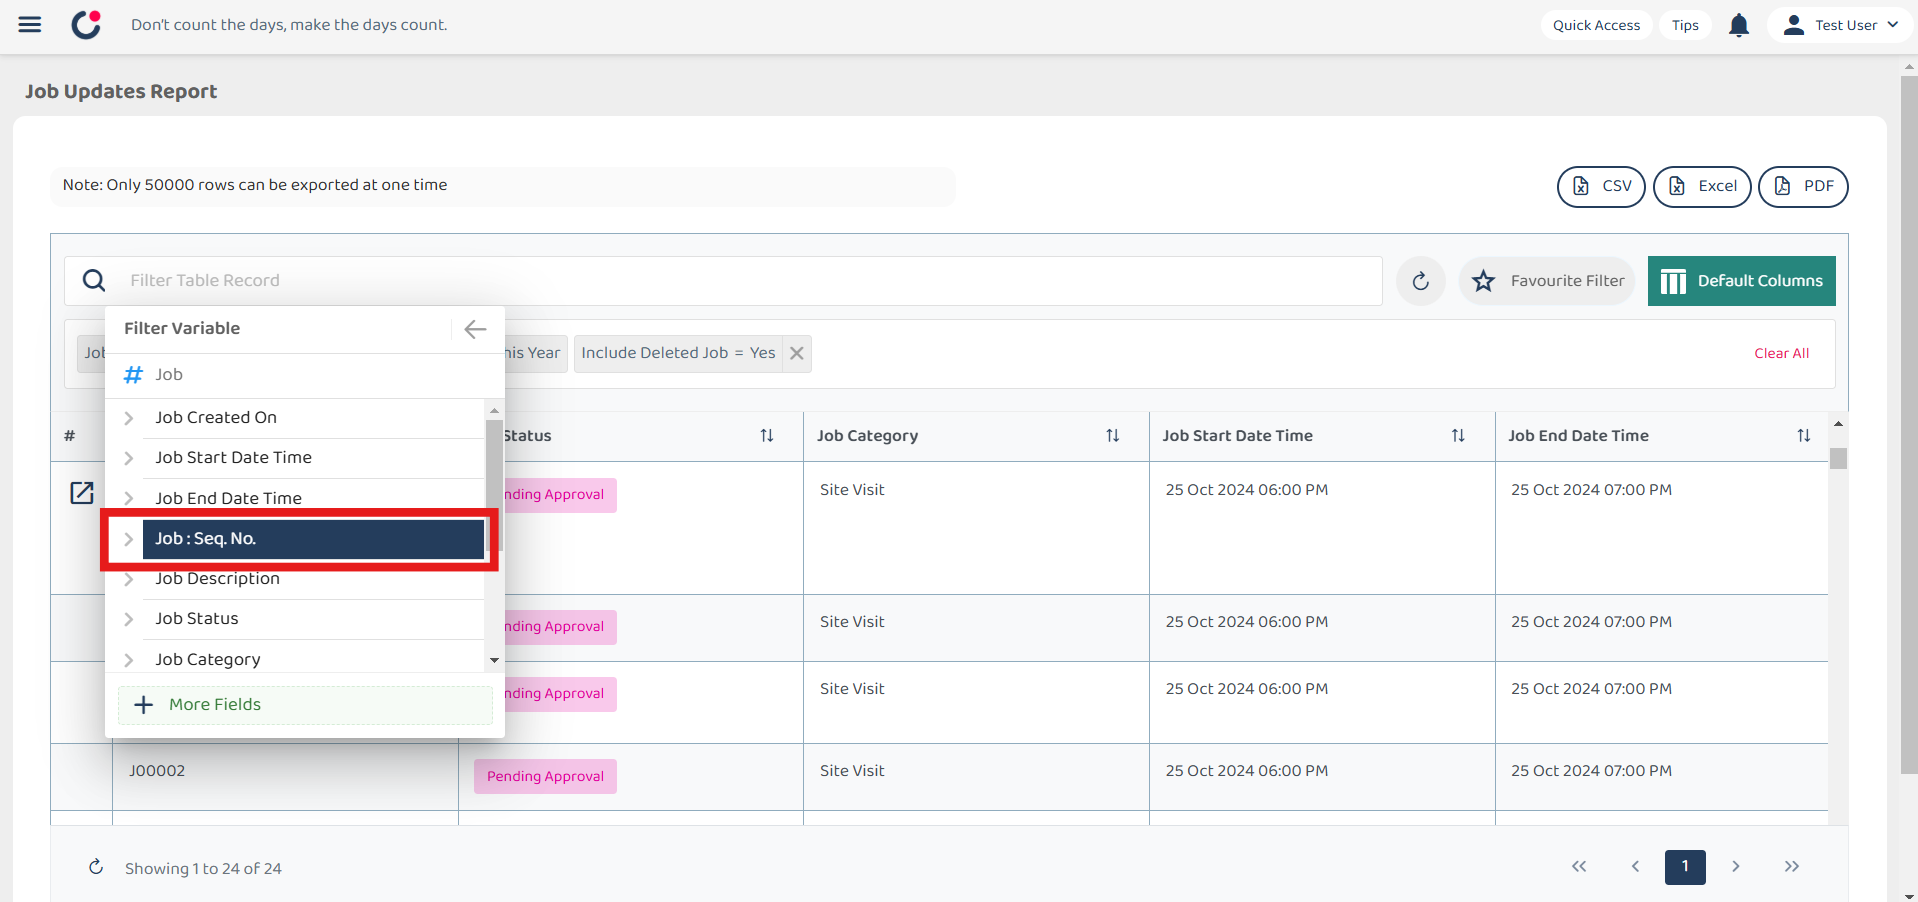 Don't count the days, make the days count.
Quick Access
Tips
Test User
Job Updates Report
Note: Only 50000 rows can be exported at one time
CSV
Excel
PDF
Filter Table Record
Favourite Filter
Default Columns
Filter Variable
Job
his Year
Include Deleted Job = Yes
Clear All
# Job
Job Created On
Job Start Date Time
Job End Date Time
Job : Seq. No.
Job Description
Job Status
Job Category
+ More Fields
#
Status
Job Category
Job Start Date Time
Job End Date Time
nding Approval
Site Visit
25 Oct 2024 06:00 PM
25 Oct 2024 07:00 PM
nding Approval
Site Visit
25 Oct 2024 06:00 PM
25 Oct 2024 07:00 PM
nding Approval
Site Visit
25 Oct 2024 06:00 PM
25 Oct 2024 07:00 PM
J00002
Pending Approval
Site Visit
25 Oct 2024 06:00 PM
25 Oct 2024 07:00 PM
Showing 1 to 24 of 24
1